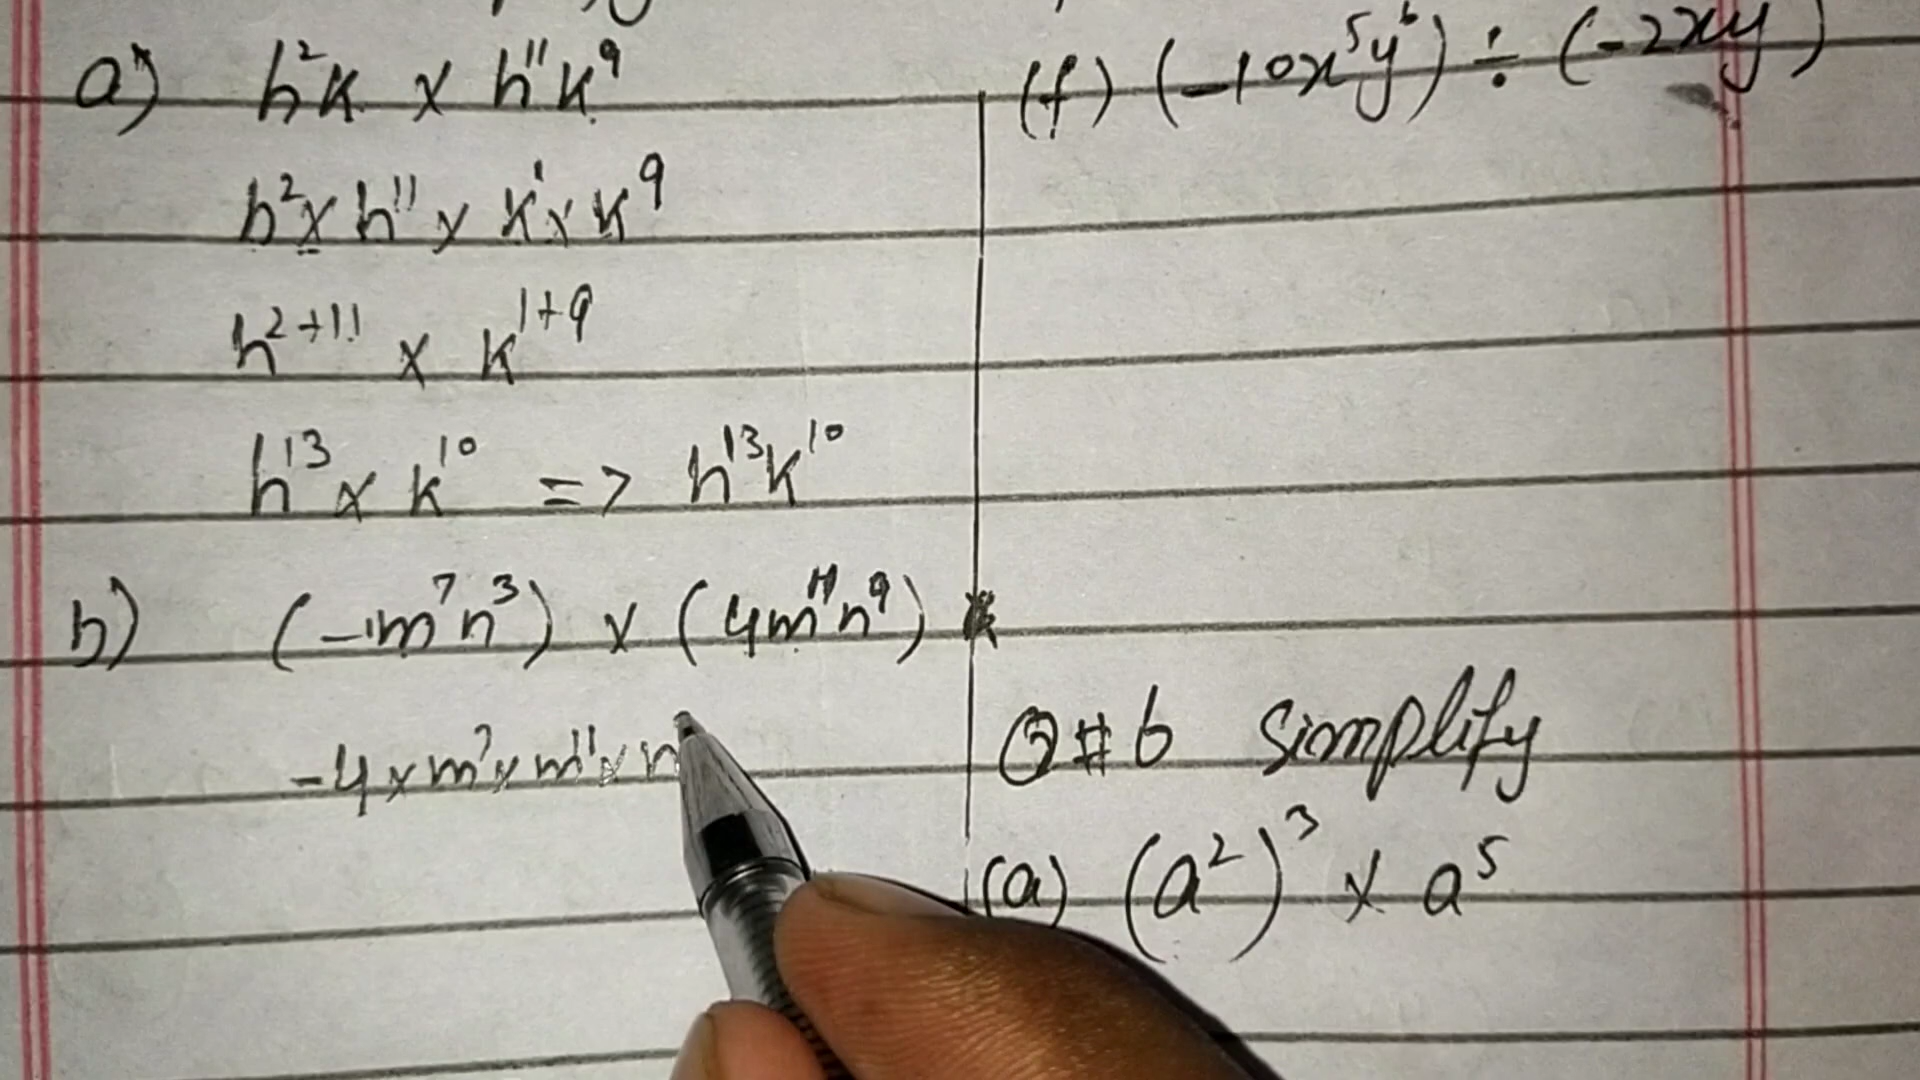 a) h²k × h¹¹k⁹
h² × h¹¹ × k¹ × k⁹
h²⁺¹¹ × k¹⁺⁹
h¹³ × k¹⁰ => h¹³k¹⁰
b) (-1m⁷n³) × (4m¹¹n⁹)
-4 × m⁷ × m¹¹ × n
(f) (-10x⁵y⁶) ÷ (-2xy)
Q#6 Simplify
(a) (a²)³ × a⁵